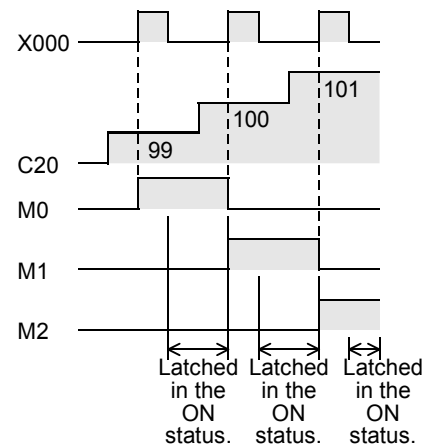 X000
101
100
99
C20
M0
M1
M2
Latched Latched Latched
in the in the in the
ON ON ON
status. status. status.